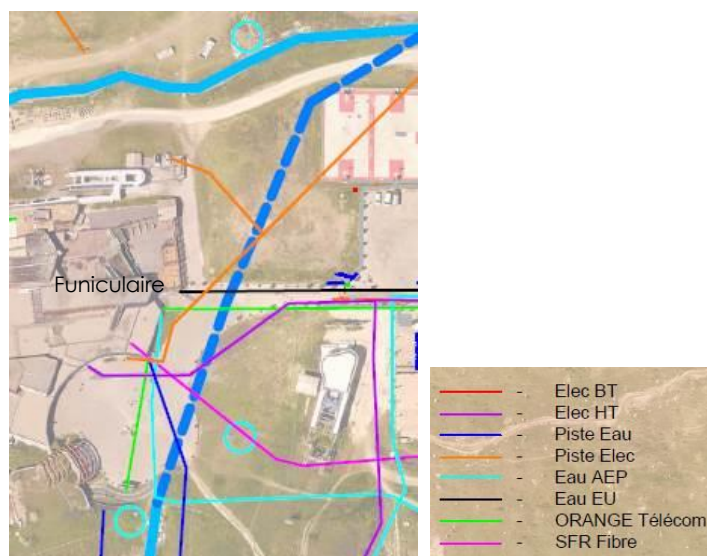 Funiculaire
- Elec BT
- Elec HT
- Piste Eau
- Piste Elec
- Eau AEP
- Eau EU
- ORANGE Télécom
- SFR Fibre